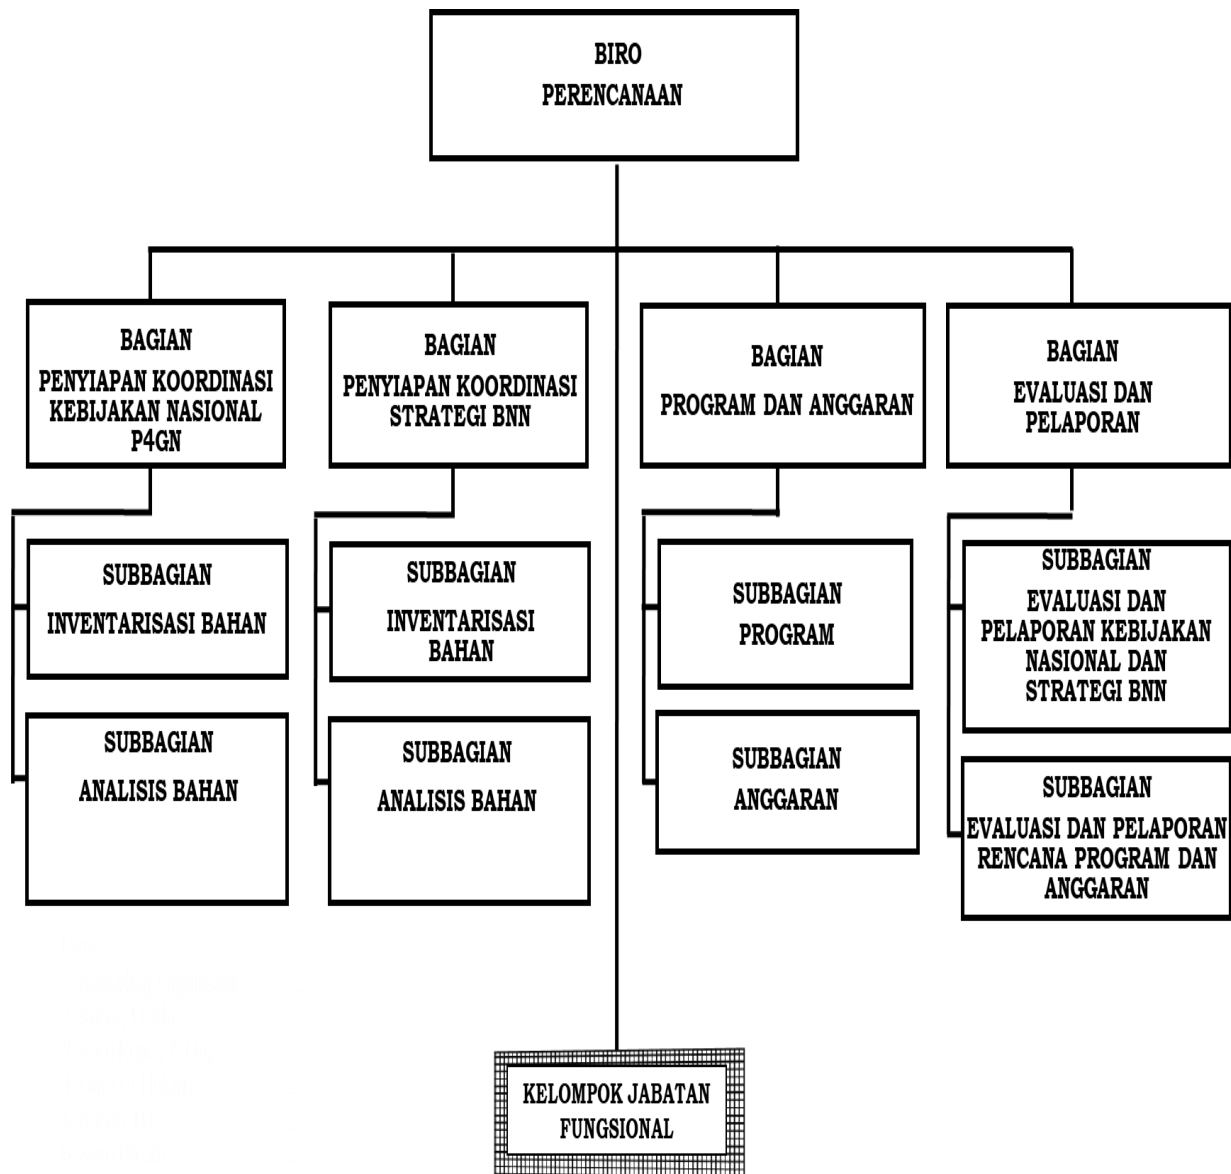 BIRO
PERENCANAAN
BAGIAN
PENYIAPAN KOORDINASI
KEBIJAKAN NASIONAL
P4GN
BAGIAN
PENYIAPAN KOORDINASI
STRATEGI BNN
BAGIAN
PROGRAM DAN ANGGARAN
BAGIAN
EVALUASI DAN
PELAPORAN
SUBBAGIAN
INVENTARISASI BAHAN
SUBBAGIAN
INVENTARISASI
BAHAN
SUBBAGIAN
PROGRAM
SUBBAGIAN
EVALUASI DAN
PELAPORAN KEBIJAKAN
NASIONAL DAN
STRATEGI BNN
SUBBAGIAN
ANALISIS BAHAN
SUBBAGIAN
ANALISIS BAHAN
SUBBAGIAN
ANGGARAN
SUBBAGIAN
EVALUASI DAN PELAPORAN
RENCANA PROGRAM DAN
ANGGARAN
KELOMPOK JABATAN
FUNGSIONAL